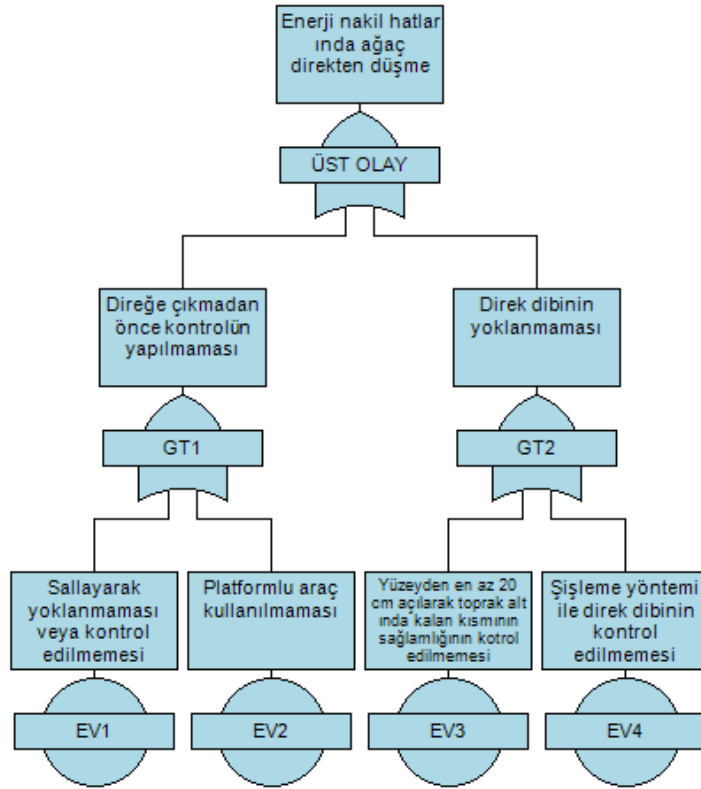 Enerji nakil hatlar
ında ağaç
direkten düşme
ÜST OLAY
Direğe çıkmadan
önce kontrolün
yapılmaması
Direk dibinin
yoklanmaması
GT1
GT2
Sallayarak
yoklanmaması
veya kontrol
edilmemesi
Platformlu araç
kullanılmaması
Yüzeyden en az 20
cm açılarak toprak alt
ında kalan kısmının
sağlamlığının kotrol
edilmemesi
Şişleme yöntemi
ile direk dibinin
kontrol
edilmemesi
EV1
EV2
EV3
EV4